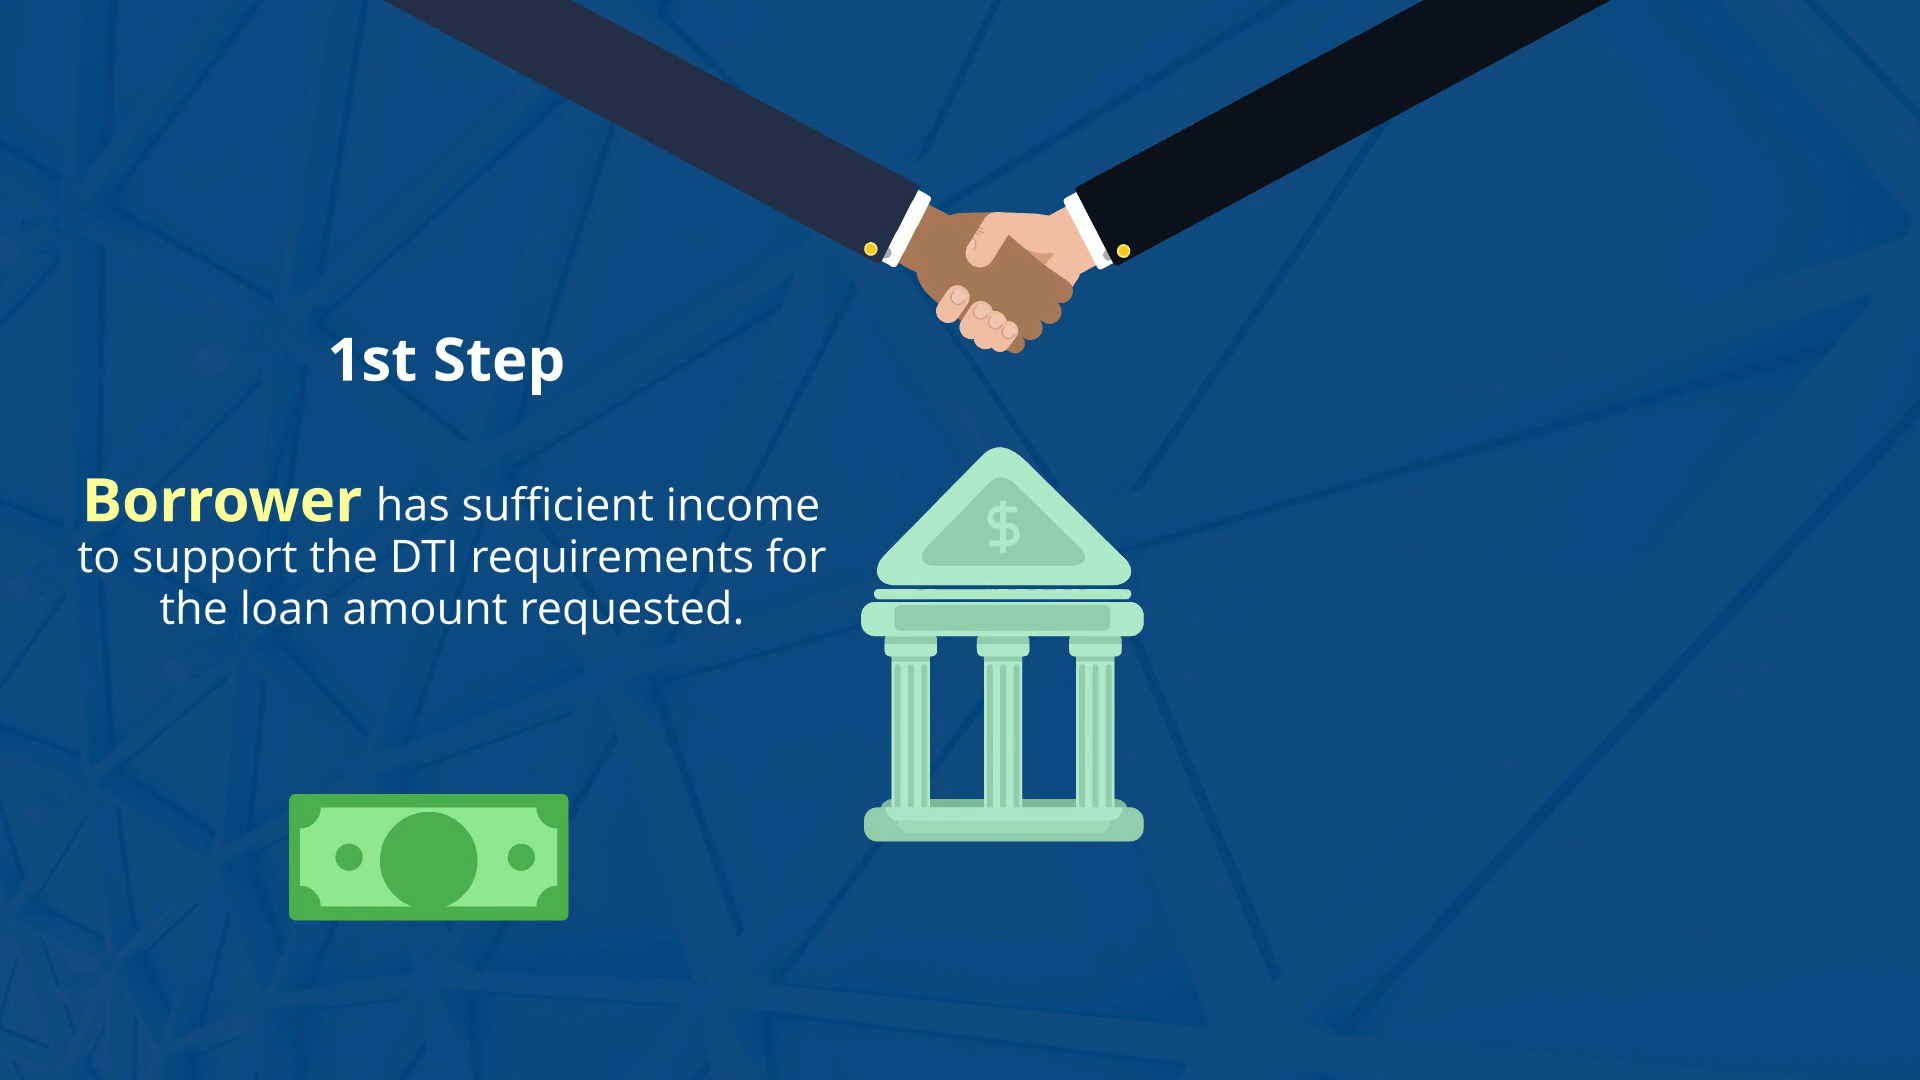 1st Step
Borrower has sufficient income
to support the DTI requirements for
the loan amount requested.
$